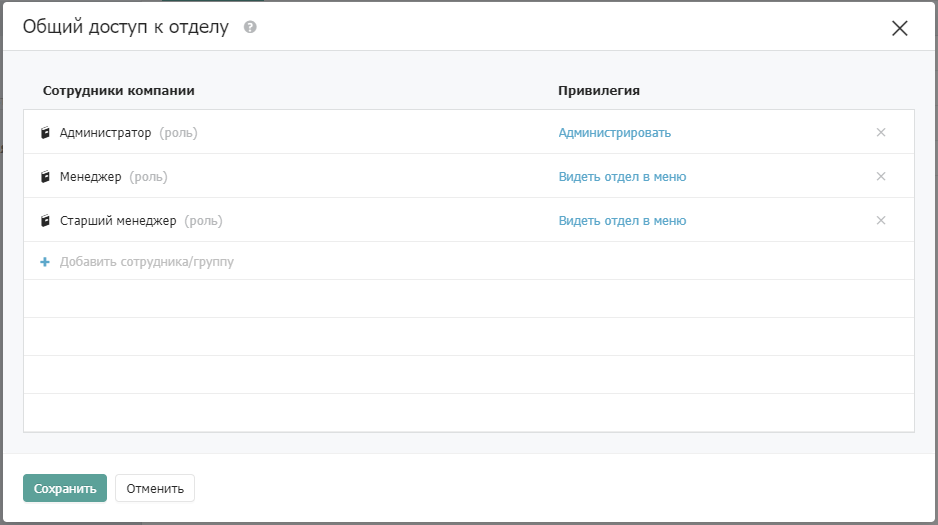 Общий доступ к отделу ?
Сотрудники компании Привилегия
Администратор (роль) Администрировать
Менеджер (роль) Видеть отдел в меню
Старший менеджер (роль) Видеть отдел в меню
+ Добавить сотрудника/группу
Сохранить Отменить